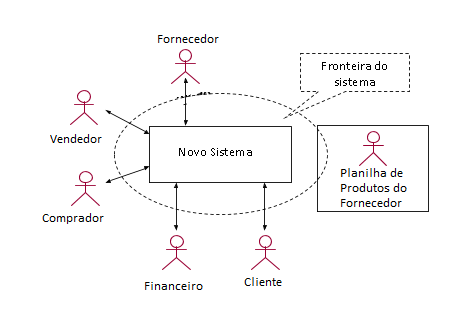 Fornecedor
Fronteira do
sistema
Vendedor
Novo Sistema
Planilha de
Produtos do
Fornecedor
Comprador
Financeiro
Cliente